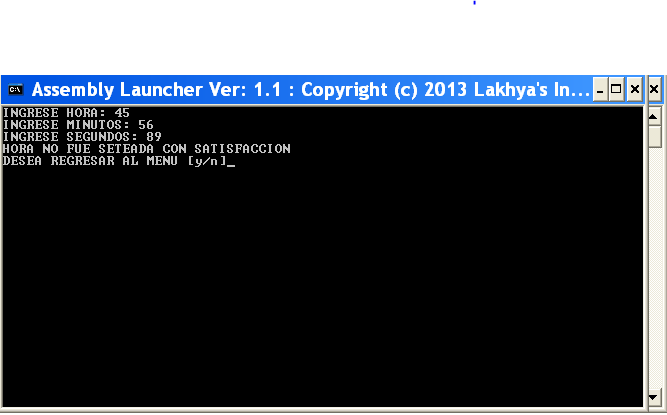 Assembly Launcher Ver: 1.1 : Copyright (c) 2013 Lakhya's In...
INGRESE HORA: 45
INGRESE MINUTOS: 56
INGRESE SEGUNDOS: 89
HORA NO FUE SETEADA CON SATISFACCION
DESEA REGRESAR AL MENU [y/n]_